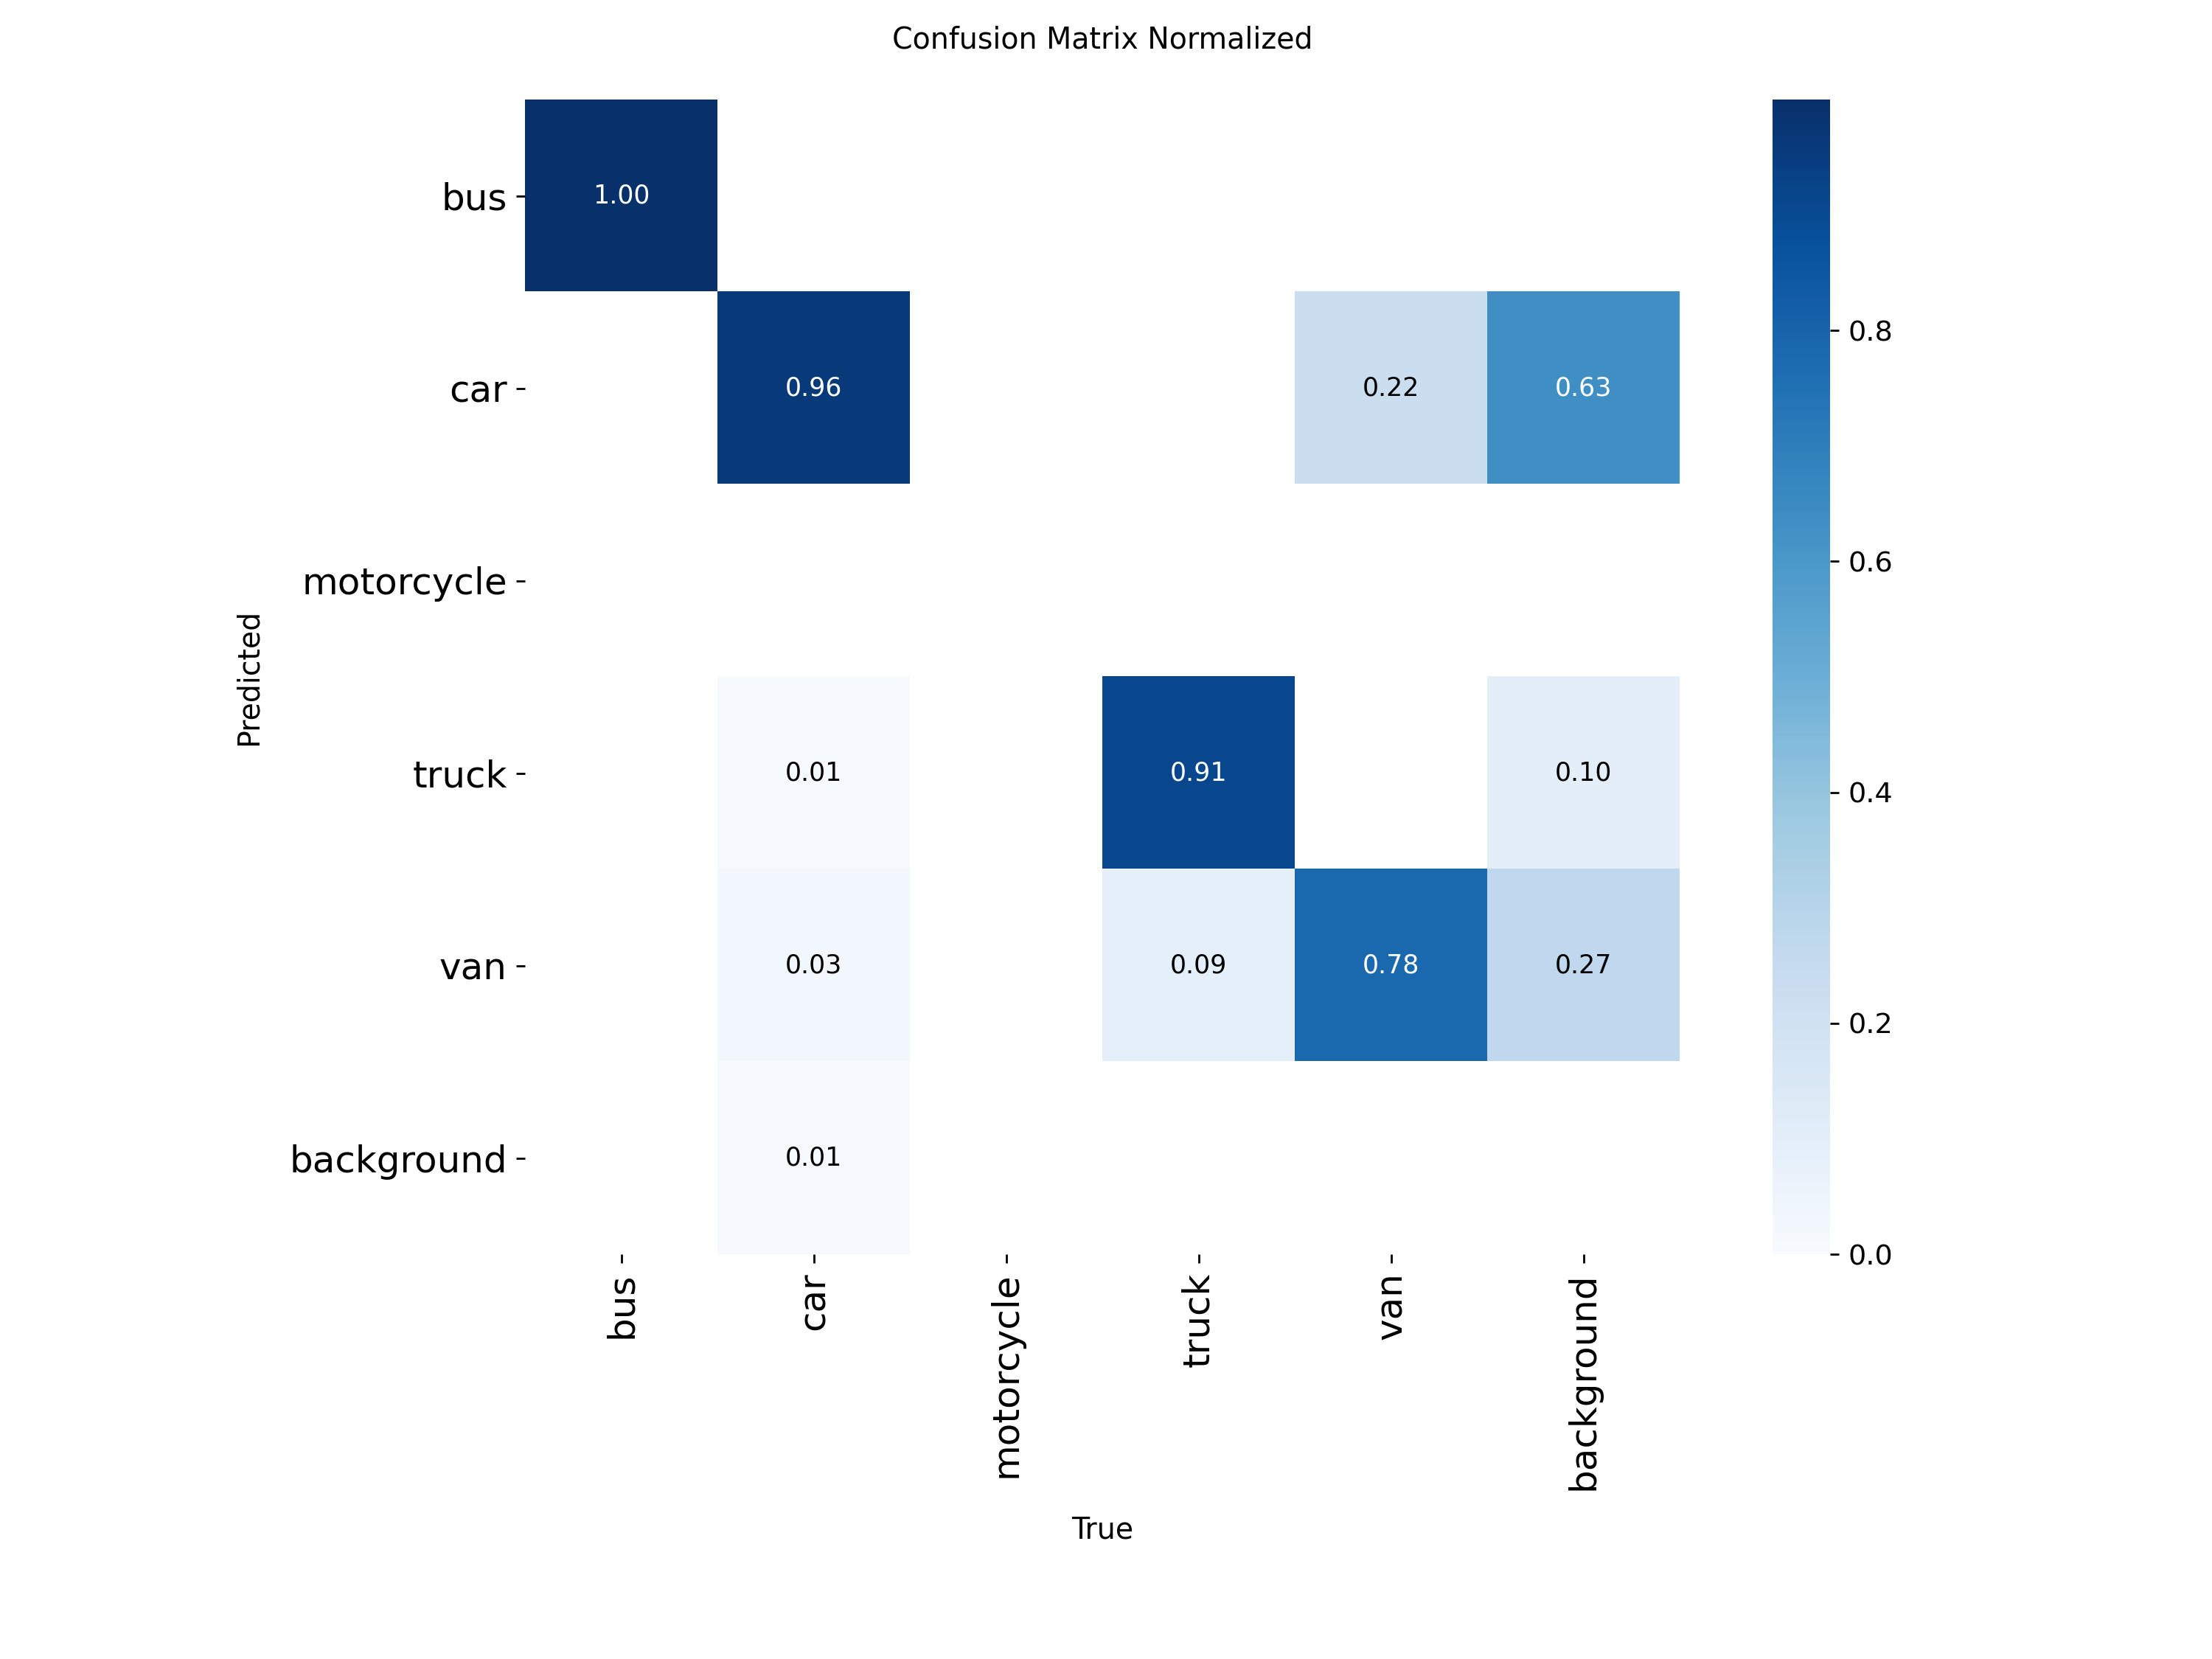 Confusion Matrix Normalized
bus
1.00
car
0.96
0.22
0.63
0.8
0.6
motorcycle
Predicted
truck
0.01
0.91
0.10
0.4
van
0.03
0.09
0.78
0.27
0.2
background
0.01
0.0
bus
car
motorcycle
truck
van
background
True